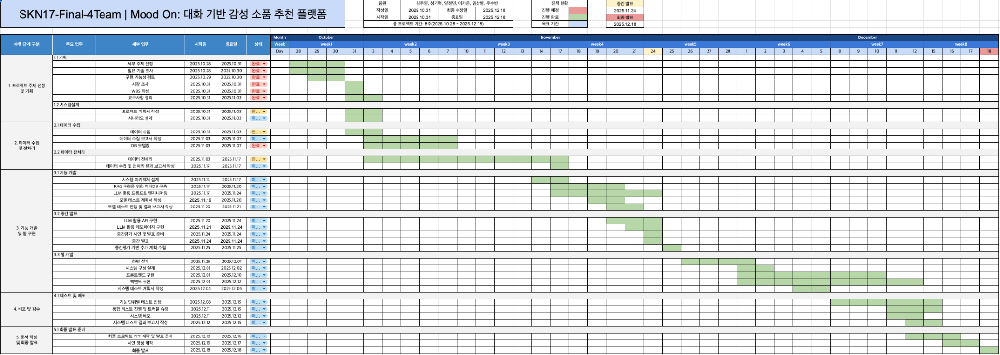 SKN17-Final-4Team | Mood On: 대화 기반 감성 소품 추천 플랫폼
팀원 김주영, 성기혁, 양정민, 이가은, 임산별, 주수빈
작성일 2025.10.31 최종 수정일 2025.12.18
시작일 2025.10.31 종료일 2025.12.18
총 프로젝트 기간: 8주(2025.10.28 ~ 2025.12.18)
진척 현황
진행 예정
진행 완료
목표 기간
중간 발표
2025.11.24
최종 발표
2025.12.18
수행 단계 구분 주요 업무 세부 업무 시작일 종료일 상태
Month October November December
Week week1 week2 week3 week4 week5 week6 week7 week8
Day 28 29 30 31 3 4 5 6 7 10 11 12 13 14 17 18 19 20 21 24 25 26 27 28 1 2 3 4 5 8 9 10 11 12 15 16 17 18
1. 프로젝트 주제 선정
및 기획
1.1 기획
세부 주제 선정 2025.10.28 2025.10.31 완료
필요 기술 조사 2025.10.28 2025.10.30 완료
구현 가능성 검토 2025.10.29 2025.10.30 완료
시장 조사 2025.10.31 2025.10.31 완료
WBS 작성 2025.10.31 2025.10.31 완료
요구사항 정의 2025.10.31 2025.11.03 완료
1.2 시스템설계
프로젝트 기획서 작성 2025.10.31 2025.11.03 진...
시나리오 설계 2025.10.31 2025.11.03 미...
2. 데이터 수집
및 전처리
2.1 데이터 수집
데이터 수집 2025.10.31 2025.11.03 진...
데이터 수집 보고서 작성 2025.11.03 2025.11.07 미...
DB 모델링 2025.11.03 2025.11.07 완료
2.2 데이터 전처리
데이터 전처리 2025.11.03 2025.11.17 진...
데이터 수집 및 전처리 결과 보고서 작성 2025.11.17 2025.11.17 미...
3. 기능 개발
및 웹 구현
3.1 기능 개발
시스템 아키텍쳐 설계 2025.11.14 2025.11.17 미...
RAG 구현을 위한 벡터DB 구축 2025.11.17 2025.11.20 미...
LLM 활용 프롬프트 엔지니어링 2025.11.17 2025.11.24 미...
모델 테스트 계획서 작성 2025.11.19 2025.11.20 미...
모델 테스트 진행 및 결과 보고서 작성 2025.11.20 2025.11.21 미...
3.2 중간 발표
LLM 활용 API 구현 2025.11.20 2025.11.24 미...
LLM 활용 데모페이지 구현 2025.11.21 2025.11.24 미...
중간평가 시연 및 발표 준비 2025.11.24 2025.11.24 미...
중간 발표 2025.11.24 2025.11.24 미...
중간평가 기반 추가 계획 수립 2025.11.25 2025.11.25 미...
3.3 웹 개발
화면 설계 2025.11.26 2025.12.01 미...
시스템 구성 설계 2025.12.01 2025.12.02 미...
프론트엔드 구현 2025.12.01 2025.12.10 미...
백엔드 구현 2025.12.01 2025.12.12 미...
시스템 테스트 계획서 작성 2025.12.04 2025.12.05 미...
4. 배포 및 검수
4.1 테스트 및 배포
기능 단위별 테스트 진행 2025.12.08 2025.12.15 미...
통합 테스트 진행 및 트러블 슈팅 2025.12.11 2025.12.15 미...
시스템 배포 2025.12.11 2025.12.12 미...
시스템 테스트 결과 보고서 작성 2025.12.12 2025.12.15 미...
5. 문서 작성
및 최종 발표
5.1 최종 발표 준비
최종 프로젝트 PPT 제작 및 발표 준비 2025.12.10 2025.12.16 미...
시연 영상 제작 2025.12.16 2025.12.17 미...
최종 발표 2025.12.18 2025.12.18 미...